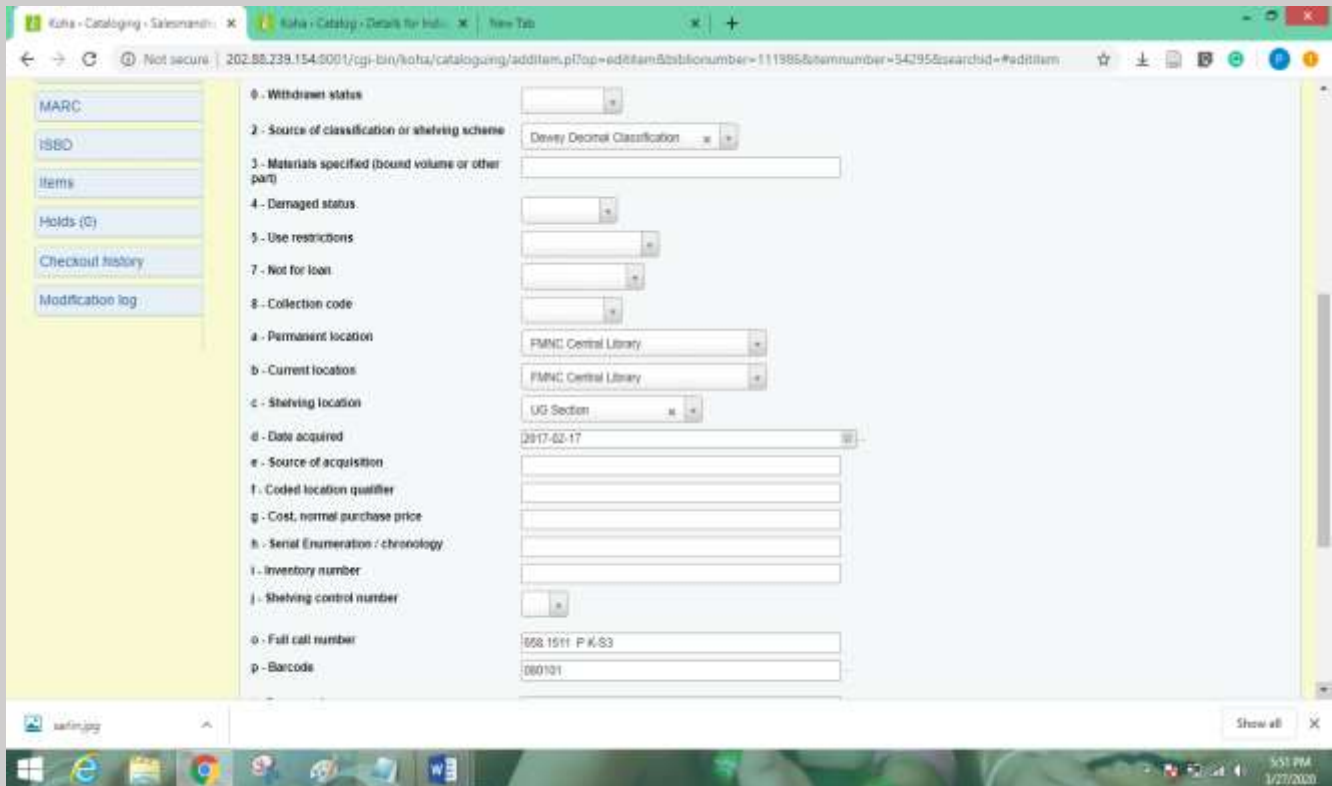 Koha › Cataloging › Salesmanshi
Koha › Catalog › Details for Indu
New Tab
Not secure 202.88.239.154:8001/cgi-bin/koha/cataloguing/additem.pl?op=edititem&biblionumber=111986&itemnumber=54295&searchid=#edititem
MARC
ISBD
Items
Holds (0)
Checkout history
Modification log
0 - Withdrawn status
2 - Source of classification or shelving scheme Dewey Decimal Classification
3 - Materials specified (bound volume or other
part)
4 - Damaged status
5 - Use restrictions
7 - Not for loan
8 - Collection code
a - Permanent location FMNC Central Library
b - Current location FMNC Central Library
c - Shelving location UG Section
d - Date acquired 2017-02-17
e - Source of acquisition
f - Coded location qualifier
g - Cost, normal purchase price
h - Serial Enumeration / chronology
i - Inventory number
j - Shelving control number
o - Full call number 658.1511 P K-S3
p - Barcode 080101
Show all
5:51 PM
3/27/2020